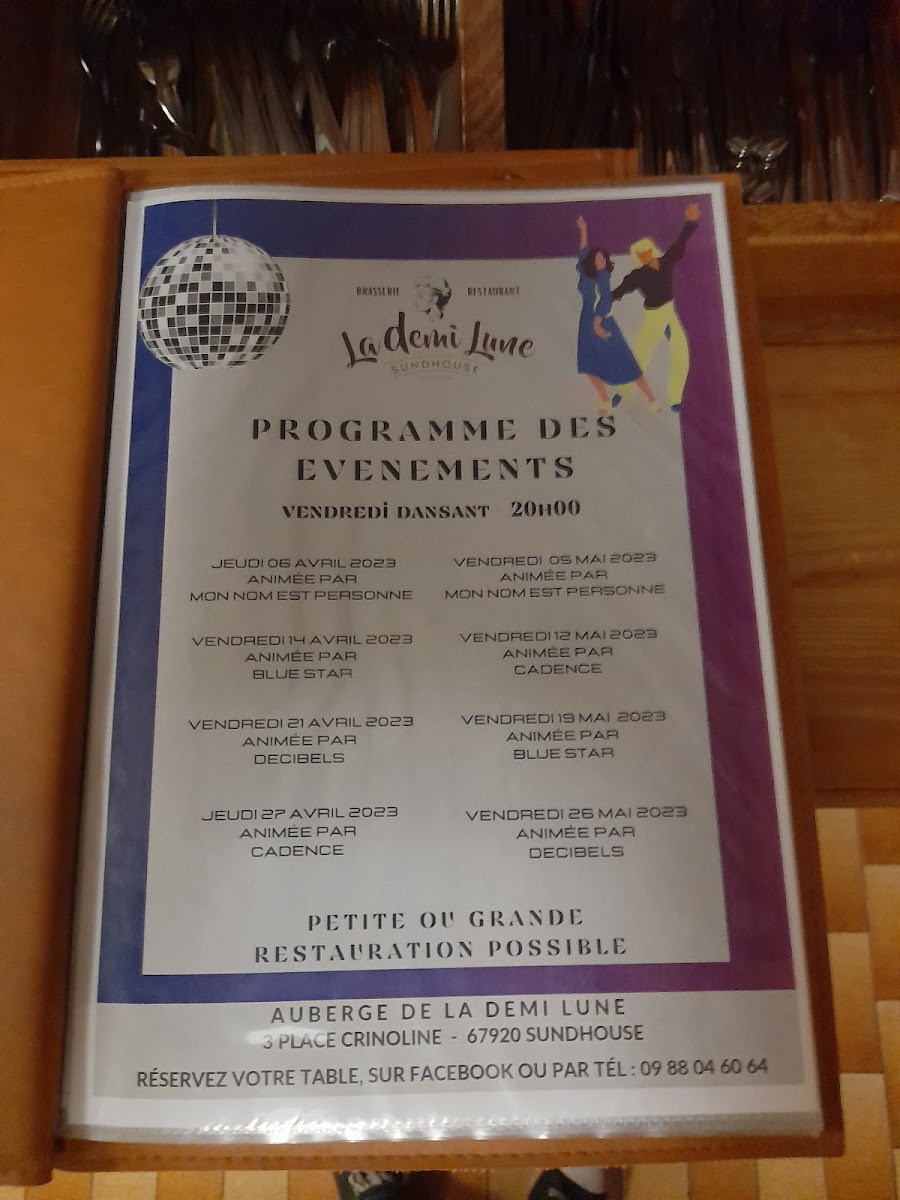 BRASSERIE RESTAURANT
La demi Lune
SUNDHOUSE
PROGRAMME DES
EVENEMENTS
VENDREDI DANSANT - 20H00
JEUDI 06 AVRIL 2023
ANIMÉE PAR
MON NOM EST PERSONNE
VENDREDI 14 AVRIL 2023
ANIMÉE PAR
BLUE STAR
VENDREDI 21 AVRIL 2023
ANIMÉE PAR
DECIBELS
JEUDI 27 AVRIL 2023
ANIMÉE PAR
CADENCE
VENDREDI 05 MAI 2023
ANIMÉE PAR
MON NOM EST PERSONNE
VENDREDI 12 MAI 2023
ANIMÉE PAR
CADENCE
VENDREDI 19 MAI 2023
ANIMÉE PAR
BLUE STAR
VENDREDI 26 MAI 2023
ANIMÉE PAR
DECIBELS
PETITE OU GRANDE
RESTAURATION POSSIBLE
AUBERGE DE LA DEMI LUNE
3 PLACE CRINOLINE - 67920 SUNDHOUSE
RÉSERVEZ VOTRE TABLE, SUR FACEBOOK OU PAR TÉL : 09 88 04 60 64